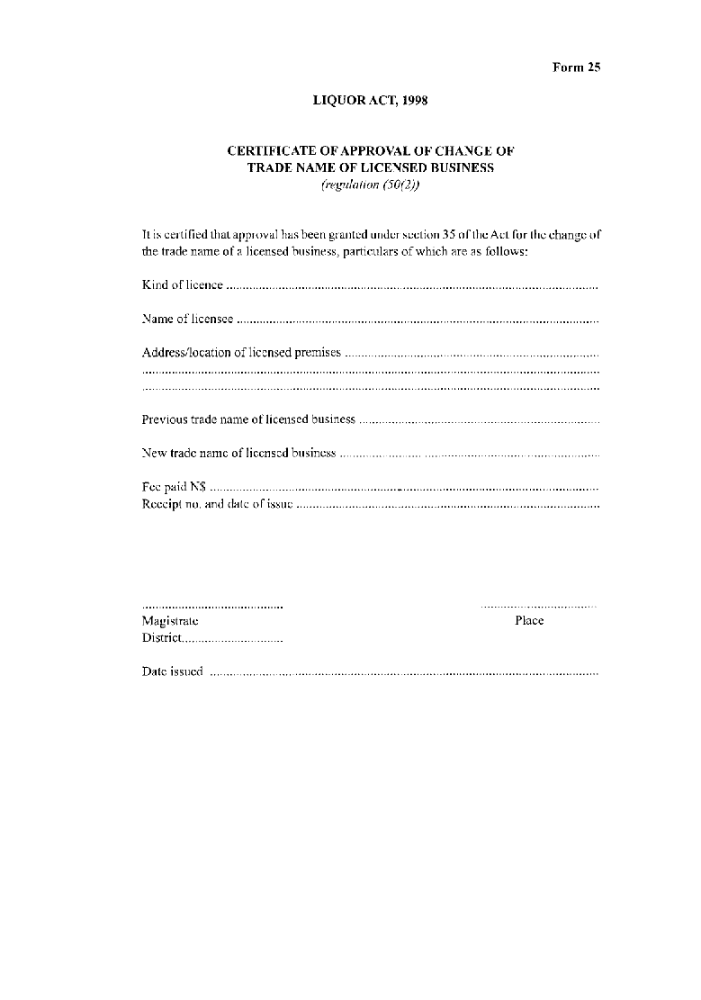 Form 25
LIQUOR ACT, 1998
CERTIFICATE OF APPROVAL OF CHANGE OF
TRADE NAME OF LICENSED BUSINESS
(regulation (50(2))
It is certified that approval has been granted under section 35 of the Act for the change of
the trade name of a licensed business, particulars of which are as follows:
Kind of licence ..................................................
Name of licensee ..................................................
Address/location of licensed premises ..................................................
..................................................
..................................................
Previous trade name of licensed business ..................................................
New trade name of licensed business ..................................................
Fee paid N$ ..................................................
Receipt no. and date of issue ..................................................
.............................. ..............................
Magistrate Place
District..............................
Date issued ..................................................